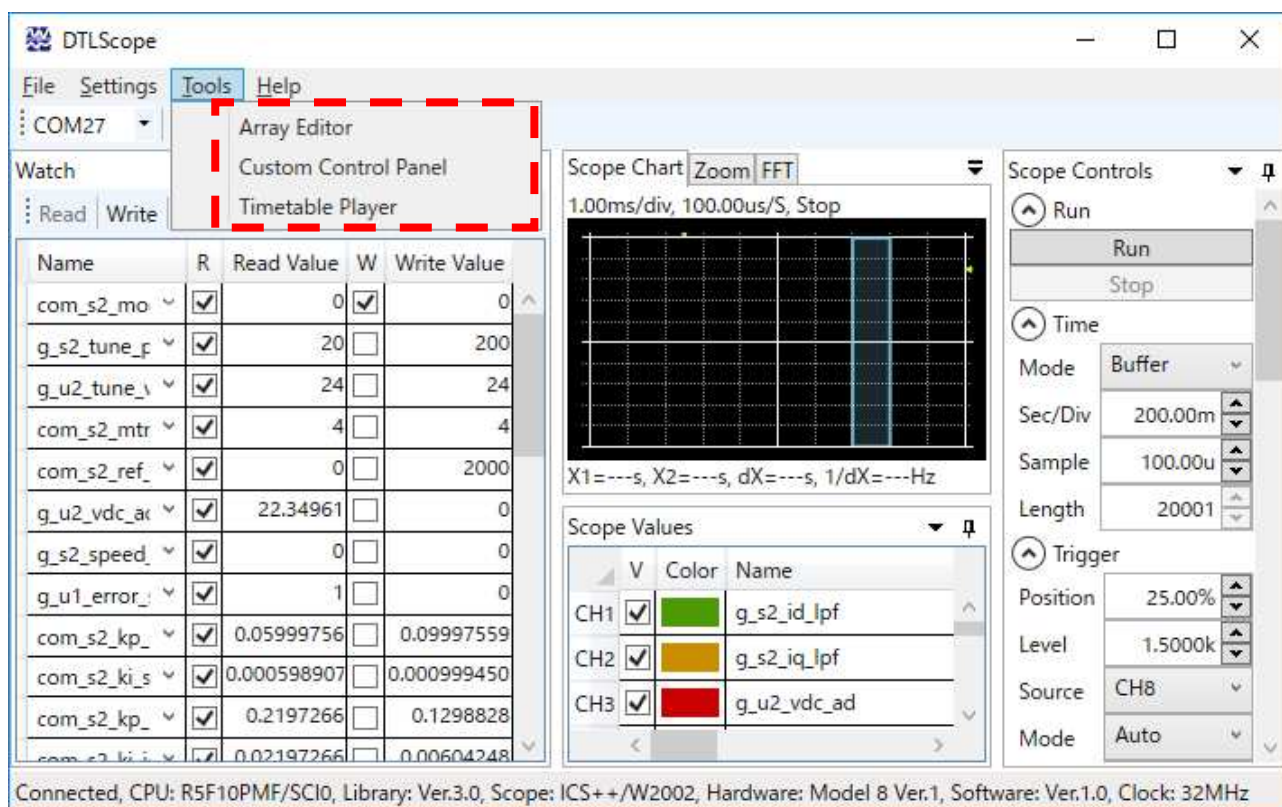 DTLScope
File Settings Tools Help
COM27
Array Editor
Custom Control Panel
Timetable Player
Watch
Read Write
Name R Read Value W Write Value
com_s2_mo 0 0
g_s2_tune_p 20 200
g_u2_tune_v 24 24
com_s2_mtr 4 4
com_s2_ref_ 0 2000
g_u2_vdc_ac 22.34961 0
g_s2_speed_ 0 0
g_u1_error_s 1 0
com_s2_kp_ 0.05999756 0.09997559
com_s2_ki_s 0.000598907 0.000999450
com_s2_kp_ 0.2197266 0.1298828
com_s2_ki_i 0.02197266 0.00604248
Scope Chart Zoom FFT
1.00ms/div, 100.00us/S, Stop
X1=---s, X2=---s, dX=---s, 1/dX=---Hz
Scope Values
V Color Name
CH1 g_s2_id_lpf
CH2 g_s2_iq_lpf
CH3 g_u2_vdc_ad
Scope Controls
Run
Run
Stop
Time
Mode Buffer
Sec/Div 200.00m
Sample 100.00u
Length 20001
Trigger
Position 25.00%
Level 1.5000k
Source CH8
Mode Auto
Connected, CPU: R5F10PMF/SCI0, Library: Ver.3.0, Scope: ICS++/W2002, Hardware: Model 8 Ver.1, Software: Ver.1.0, Clock: 32MHz